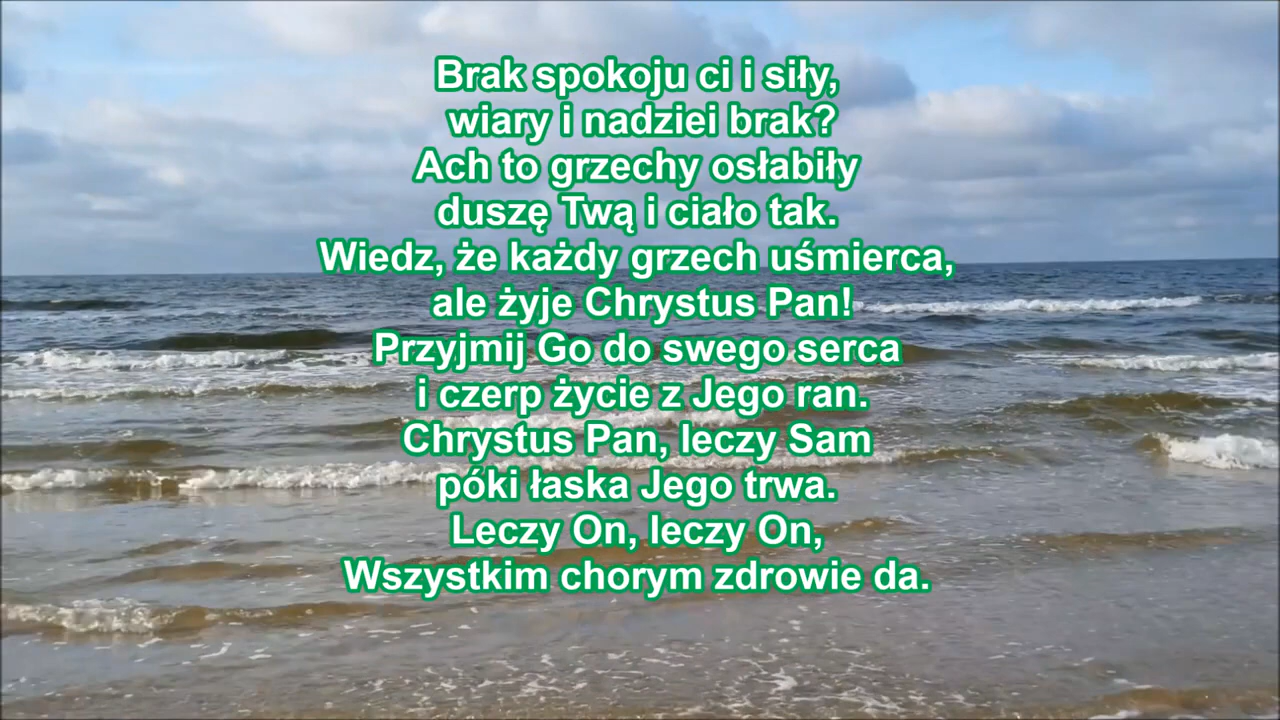 Brak spokoju ci i siły,
wiary i nadziei brak?
Ach to grzechy osłabiły
duszę Twą i ciało tak.
Wiedz, że każdy grzech uśmierca,
ale żyje Chrystus Pan!
Przyjmij Go do swego serca
i czerp życie z Jego ran.
Chrystus Pan, leczy Sam
póki łaska Jego trwa.
Leczy On, leczy On,
Wszystkim chorym zdrowie da.